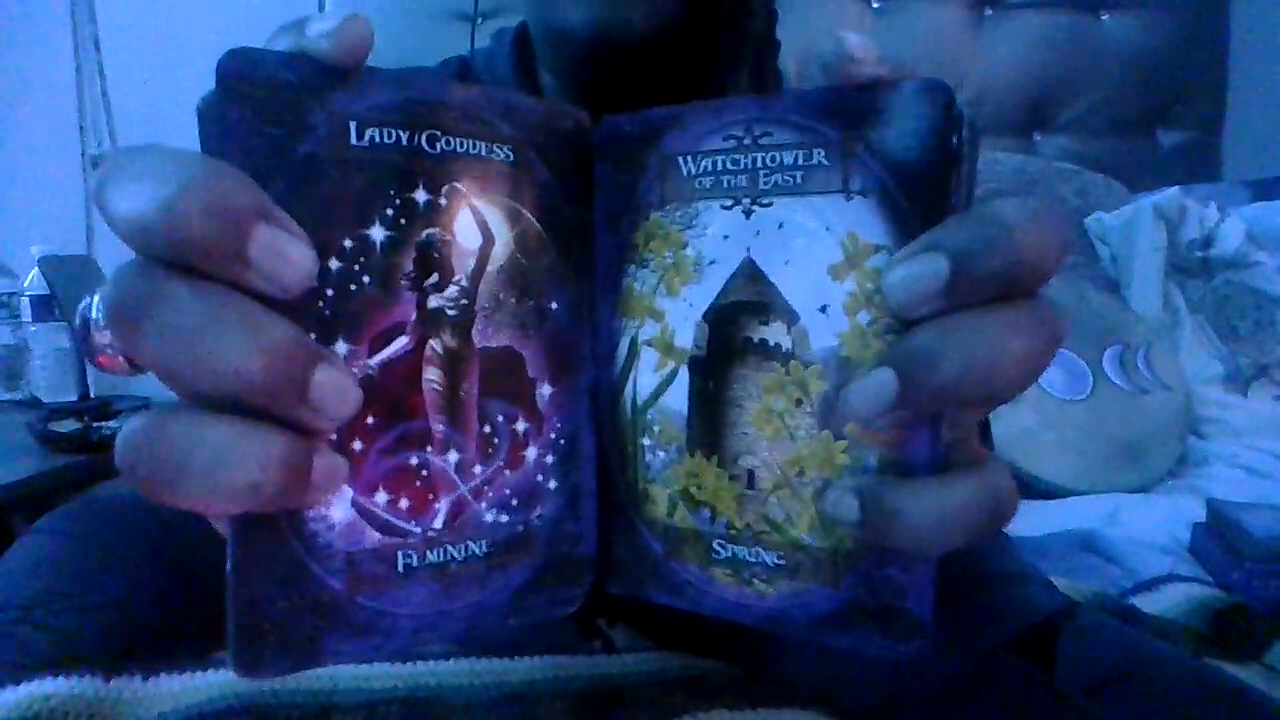 LADY/GODDESS
FEMININE
WATCHTOWER
OF THE EAST
SPRING